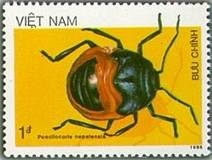 VIỆT NAM
BƯU CHÍNH
1đ
Poecilocoris nepalensis
1986